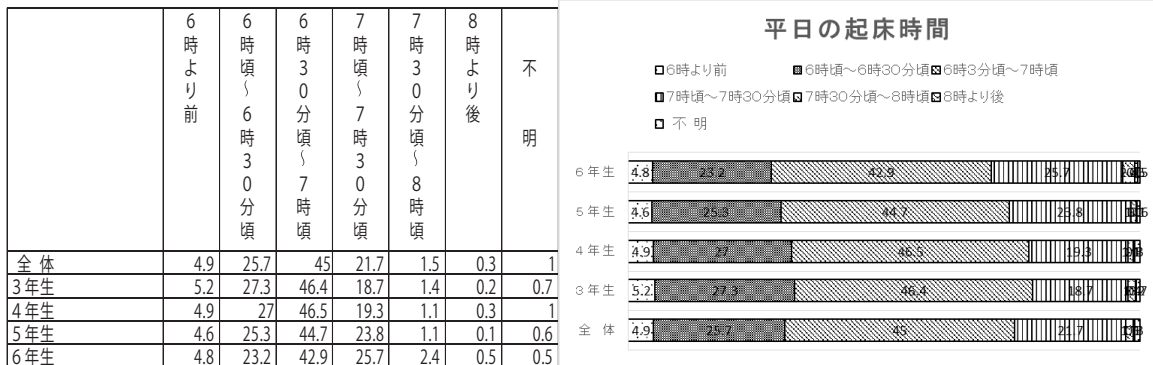 6時より前
6時頃～6時30分頃
6時30分頃～7時頃
7時頃～7時30分頃
7時30分頃～8時頃
8時より後
不 明
全 体 4.9 25.7 45 21.7 1.5 0.3 1
3年生 5.2 27.3 46.4 18.7 1.4 0.2 0.7
4年生 4.9 27 46.5 19.3 1.1 0.3 1
5年生 4.6 25.3 44.7 23.8 1.1 0.1 0.6
6年生 4.8 23.2 42.9 25.7 2.4 0.5 0.5
平日の起床時間
6時より前 6時頃～6時30分頃 6時3分頃～7時頃
7時頃～7時30分頃 7時30分頃～8時頃 8時より後
不 明
6年生 4.8 23.2 42.9 25.7
5年生 4.6 25.3 44.7 23.8
4年生 4.9 27 46.5 19.3
3年生 5.2 27.3 46.4 18.7
全 体 4.9 25.7 45 21.7